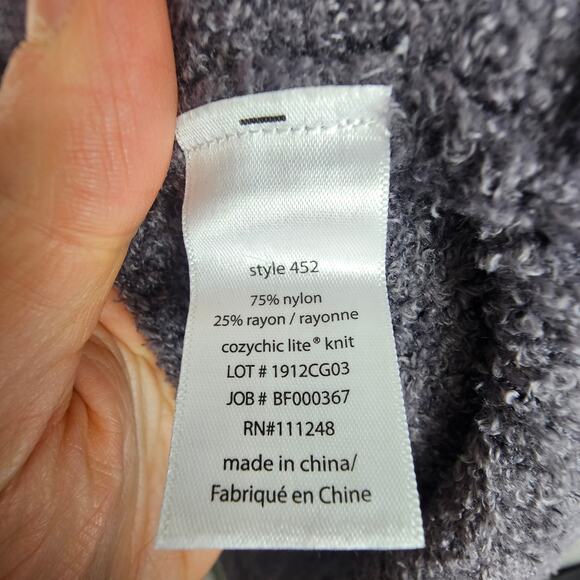 style 452
75% nylon
25% rayon / rayonne
cozychic lite® knit
LOT # 1912CG03
JOB # BF000367
RN#111248
made in china/
Fabriqué en Chine